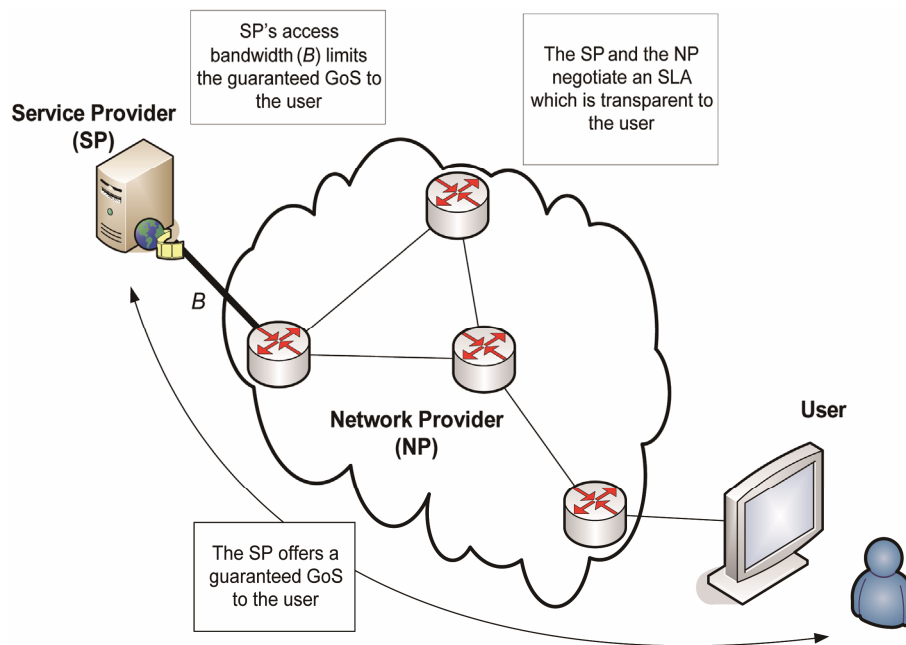 SP's access
bandwidth (B) limits
the guaranteed GoS to
the user
The SP and the NP
negotiate an SLA
which is transparent to
the user
Service Provider
(SP)
B
Network Provider
(NP)
User
The SP offers a
guaranteed GoS
to the user